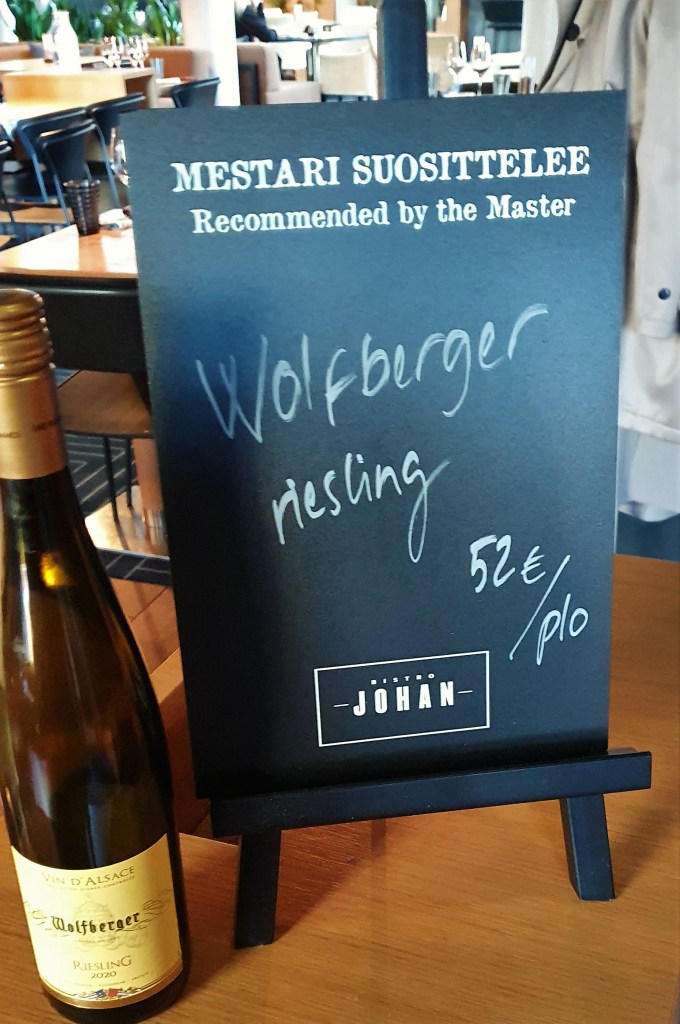 MESTARI SUOSITTELEE
Recommended by the Master
Wolfberger
riesling
52 €
/plo
BISTRO
JOHAN
VIN D'ALSACE
Wolfberger
RIESLING
2020